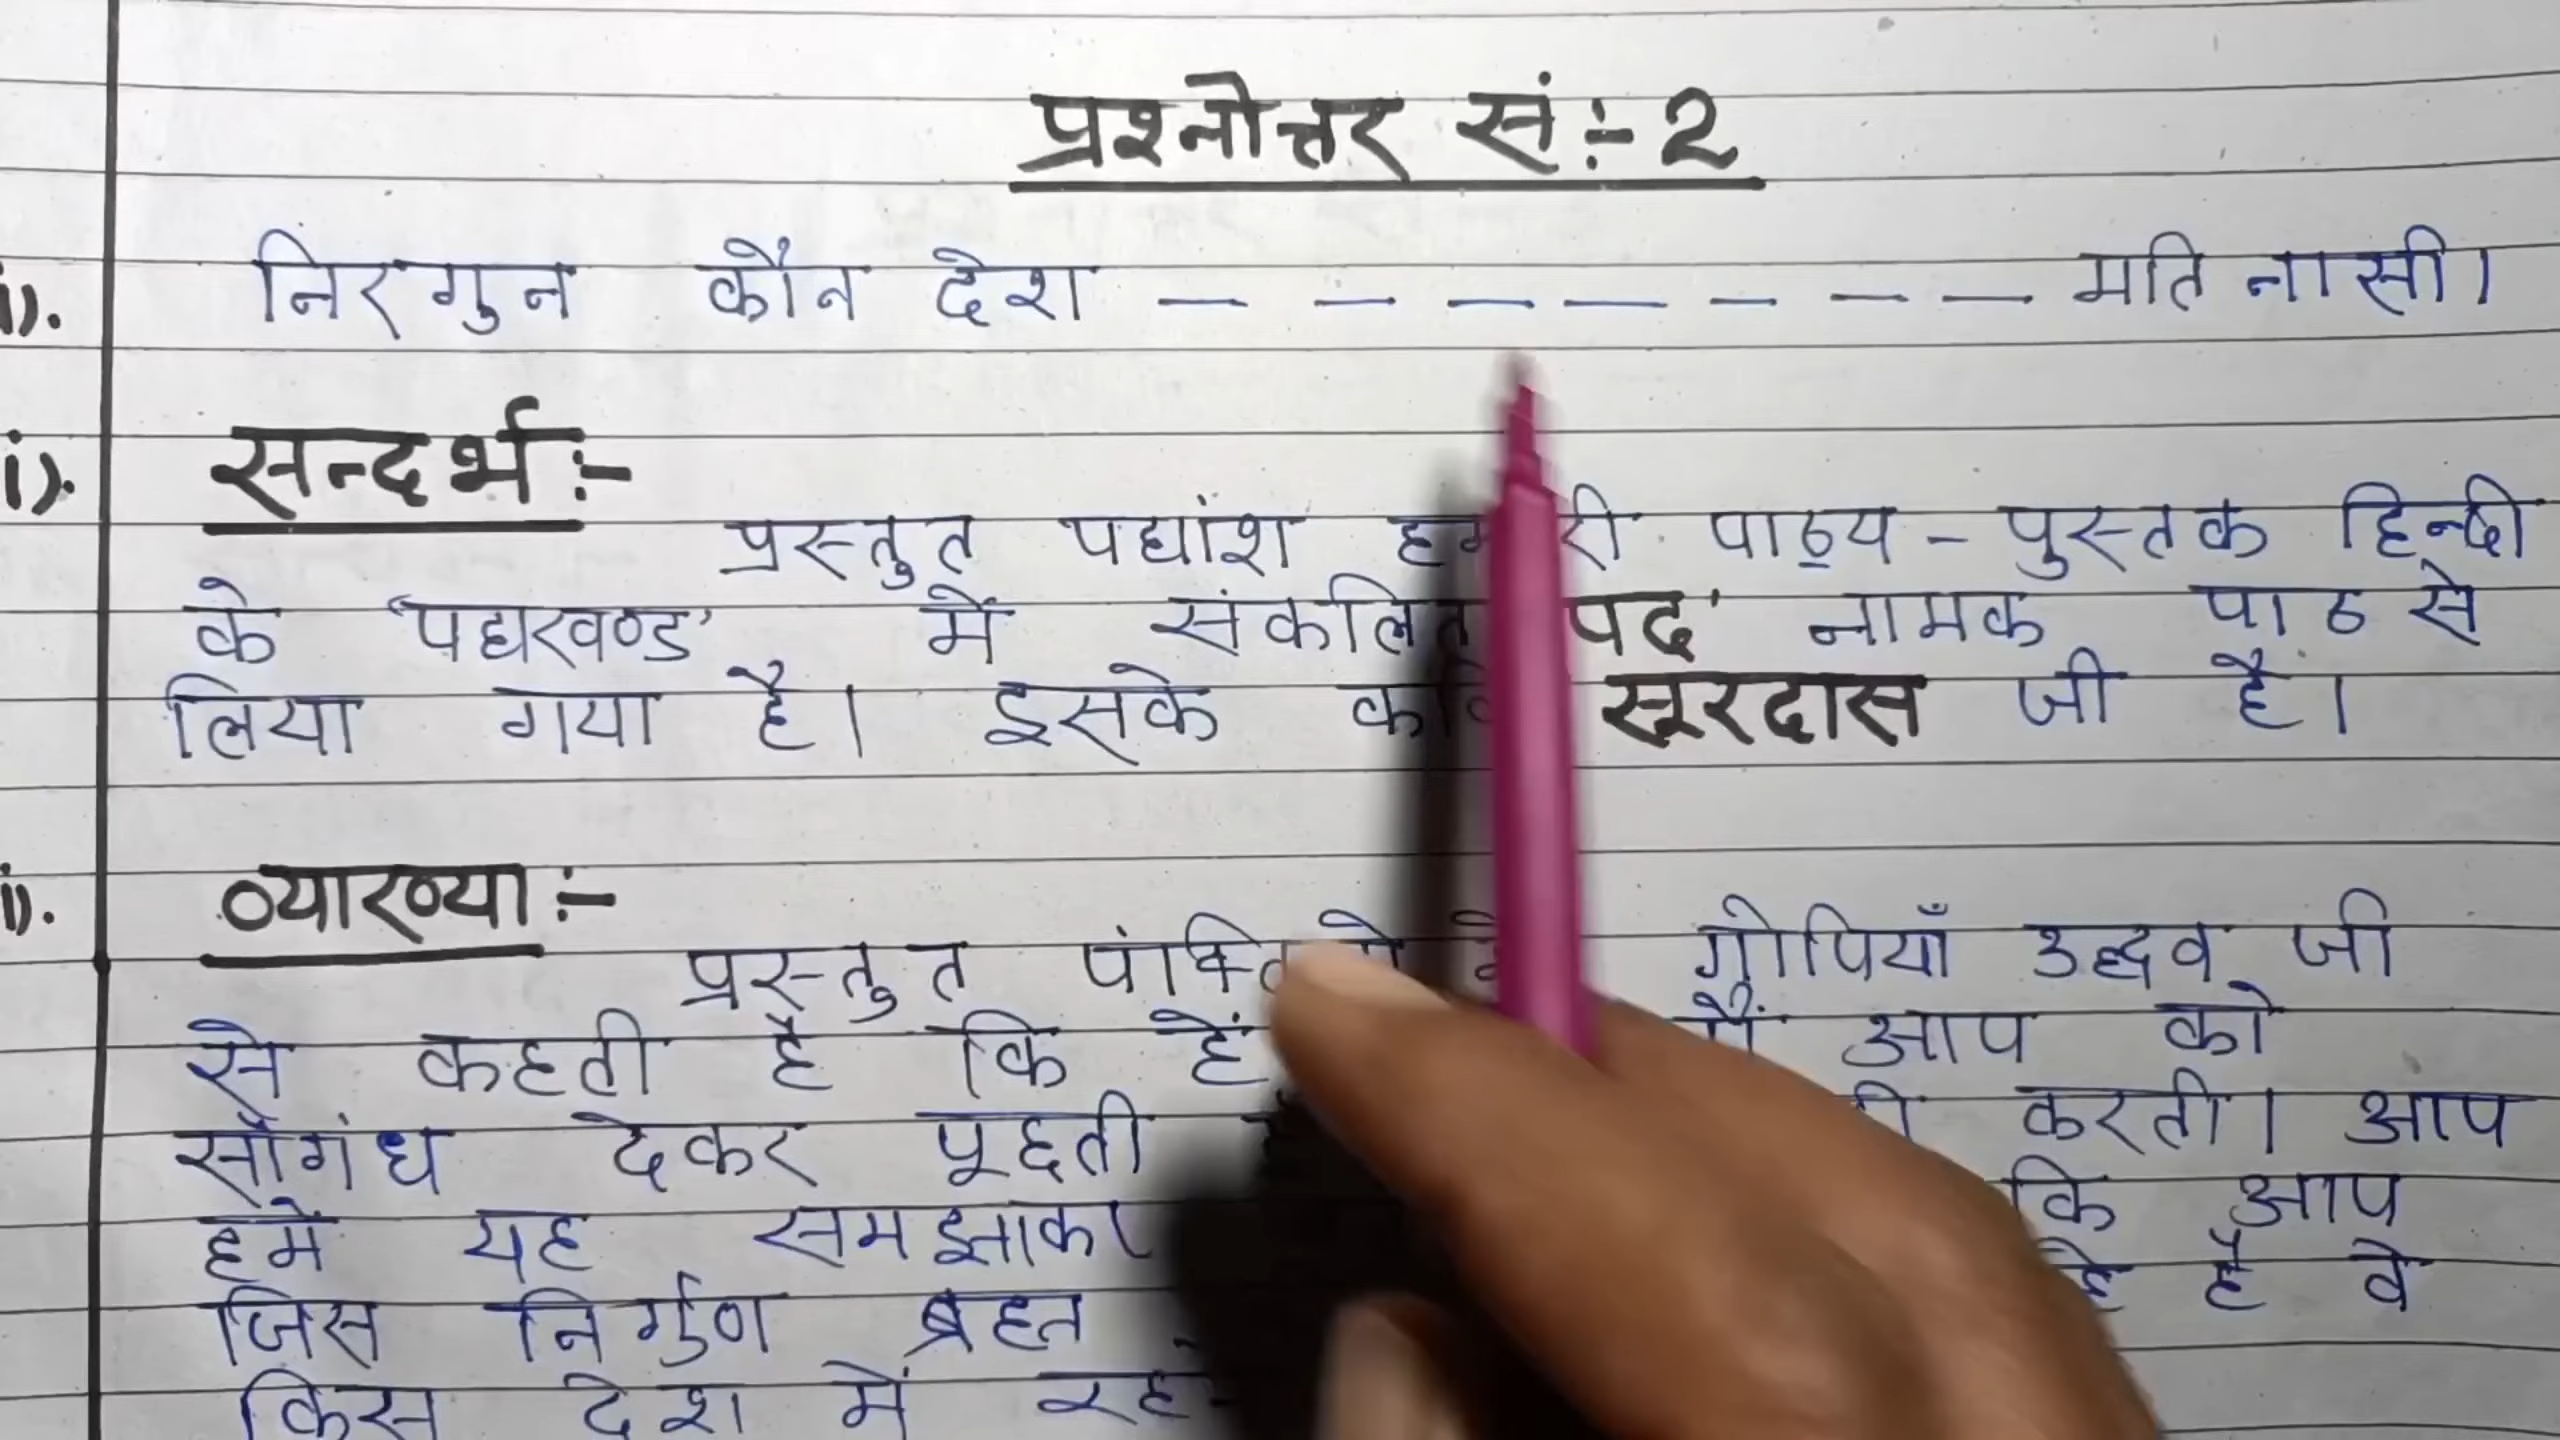 प्रश्नोत्तर सं:- 2
i). निरगुन कौन देश — — — — — — — मति नासी।
i). सन्दर्भ:-
प्रस्तुत पद्यांश पाठ्य - पुस्तक हिन्दी
के 'पद्यखण्ड' में संकलित पद' नामक पाठ से
लिया गया है। इसके सूरदास जी हैं।
i). व्याख्या:-
प्रस्तुत गोपियाँ उद्धव जी
से कहती है कि आप को
सौगंध देकर पूछती करती। आप
हमें यह समझाकर कि आप
जिस निर्गुण ब्रह्म है वे
किस देश में